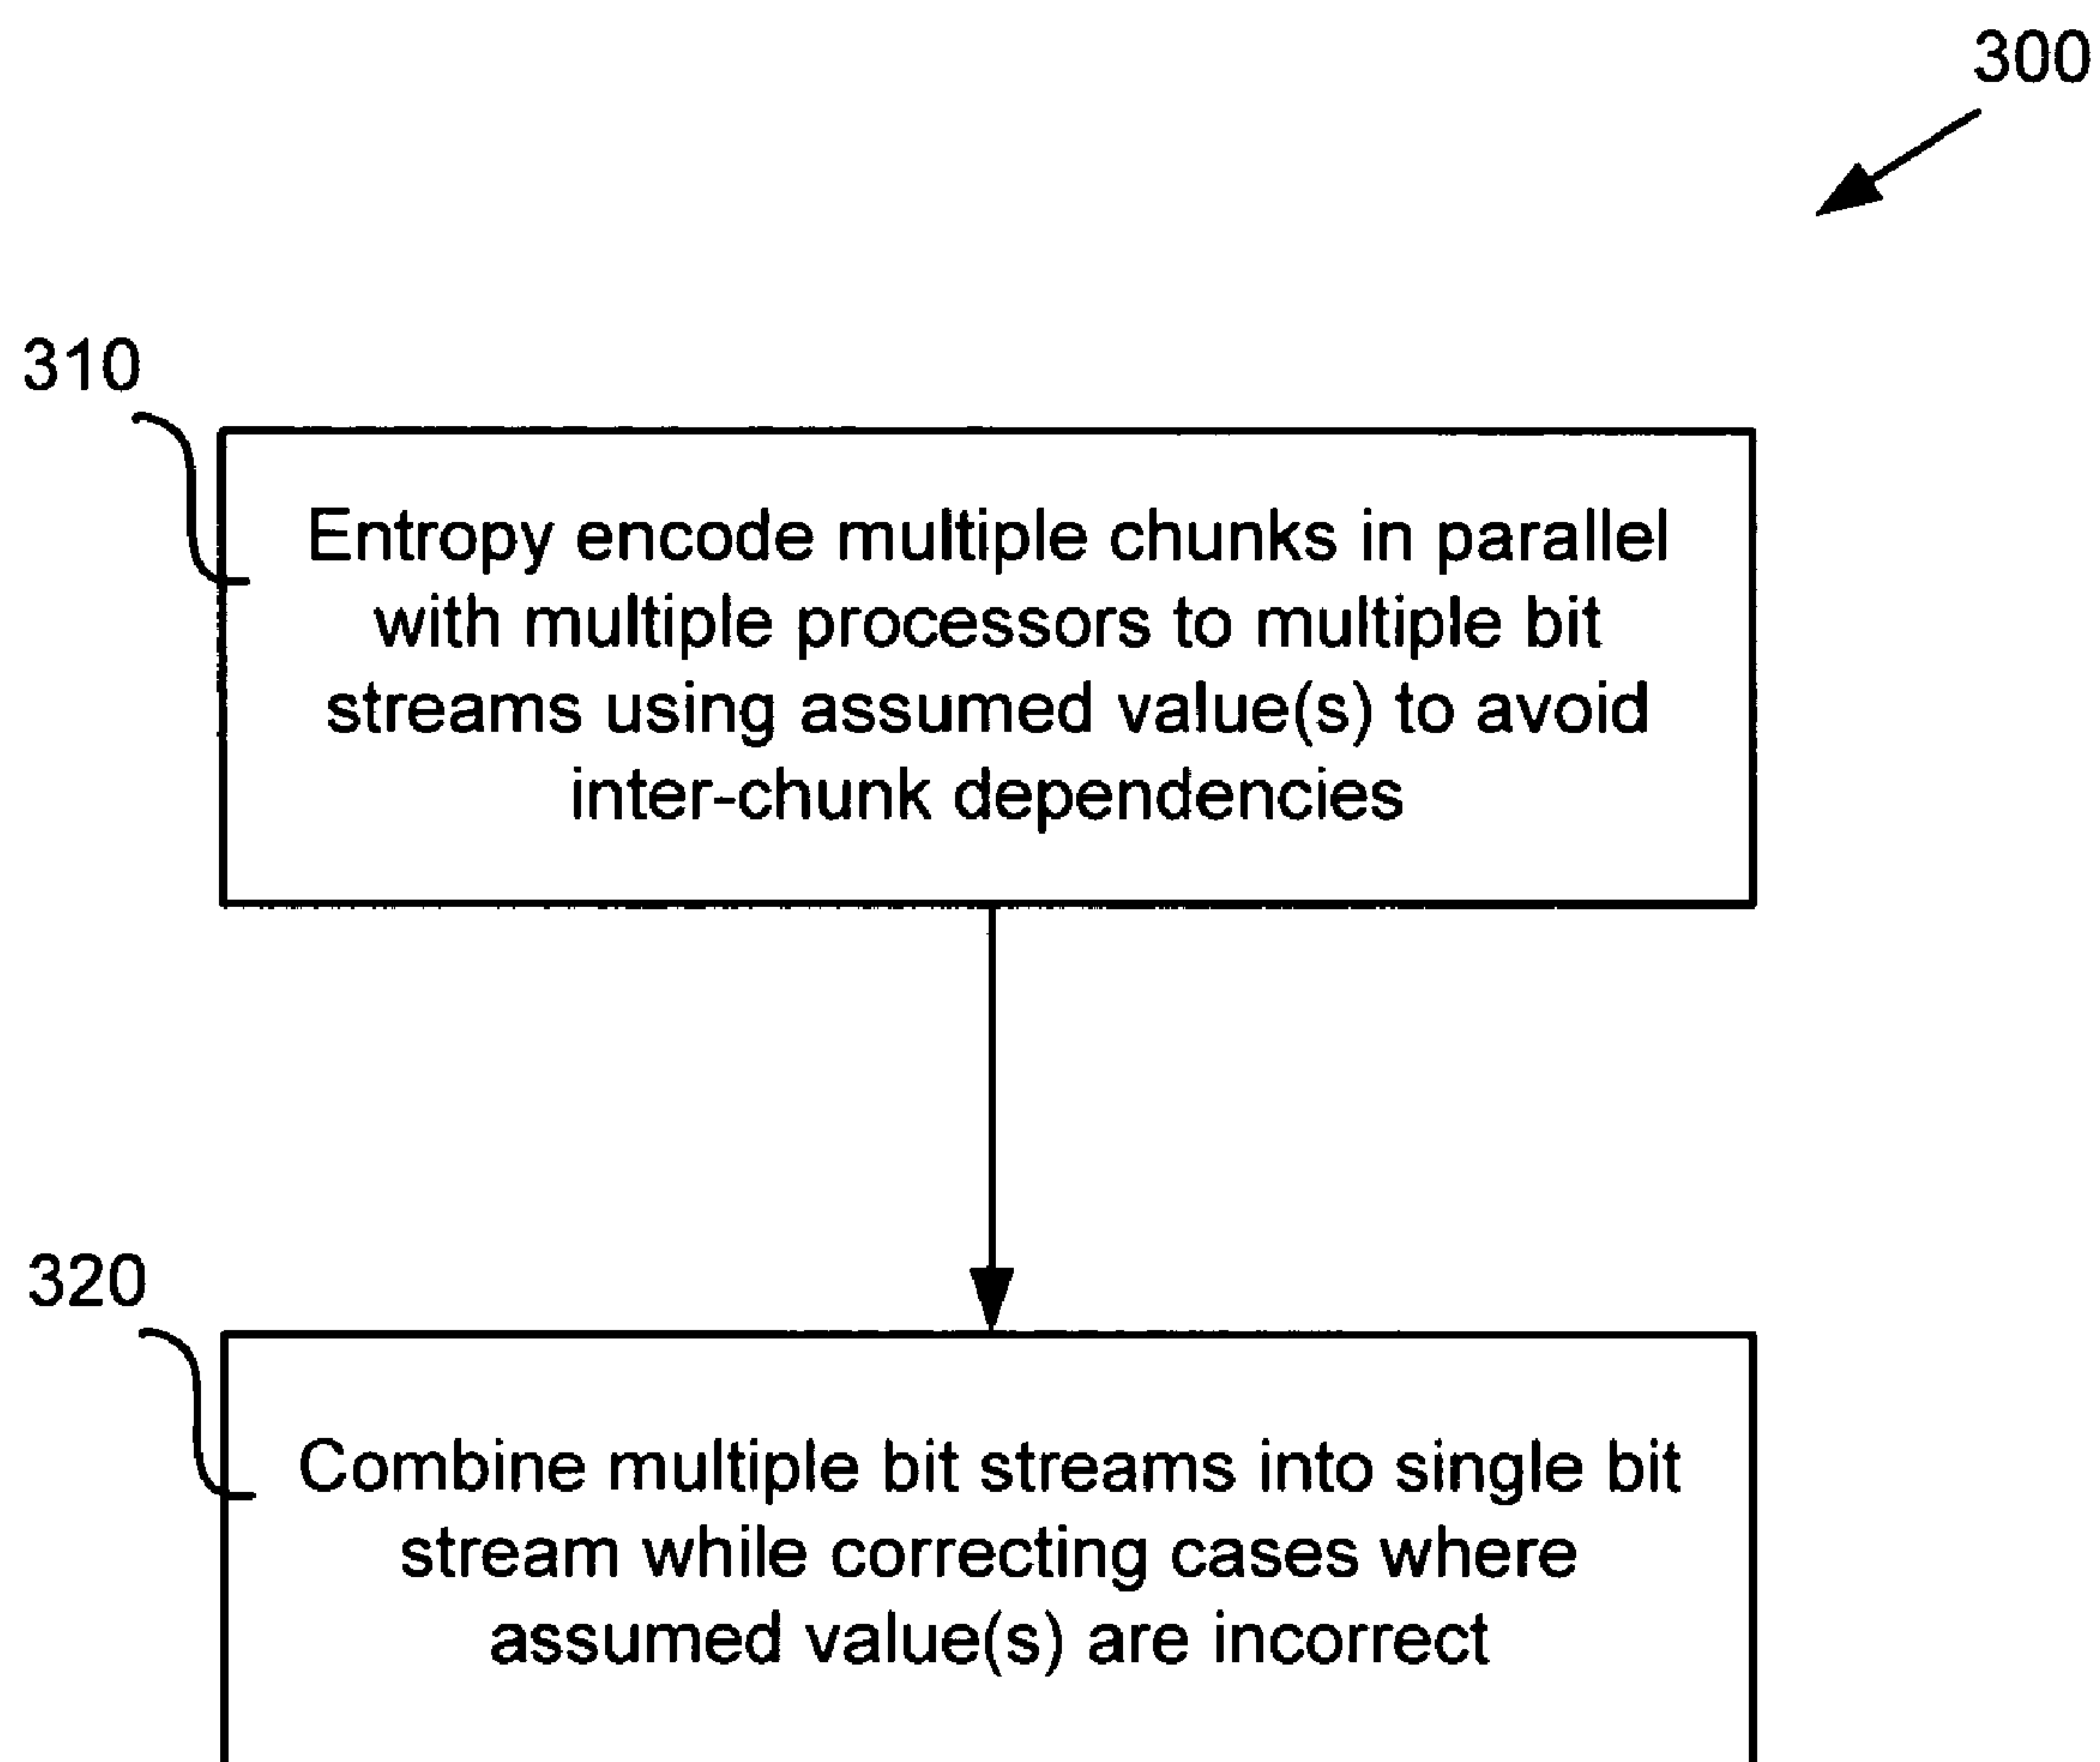 300
310
Entropy encode multiple chunks in parallel
with multiple processors to multiple bit
streams using assumed value(s) to avoid
inter-chunk dependencies
320
Combine multiple bit streams into single bit
stream while correcting cases where
assumed value(s) are incorrect